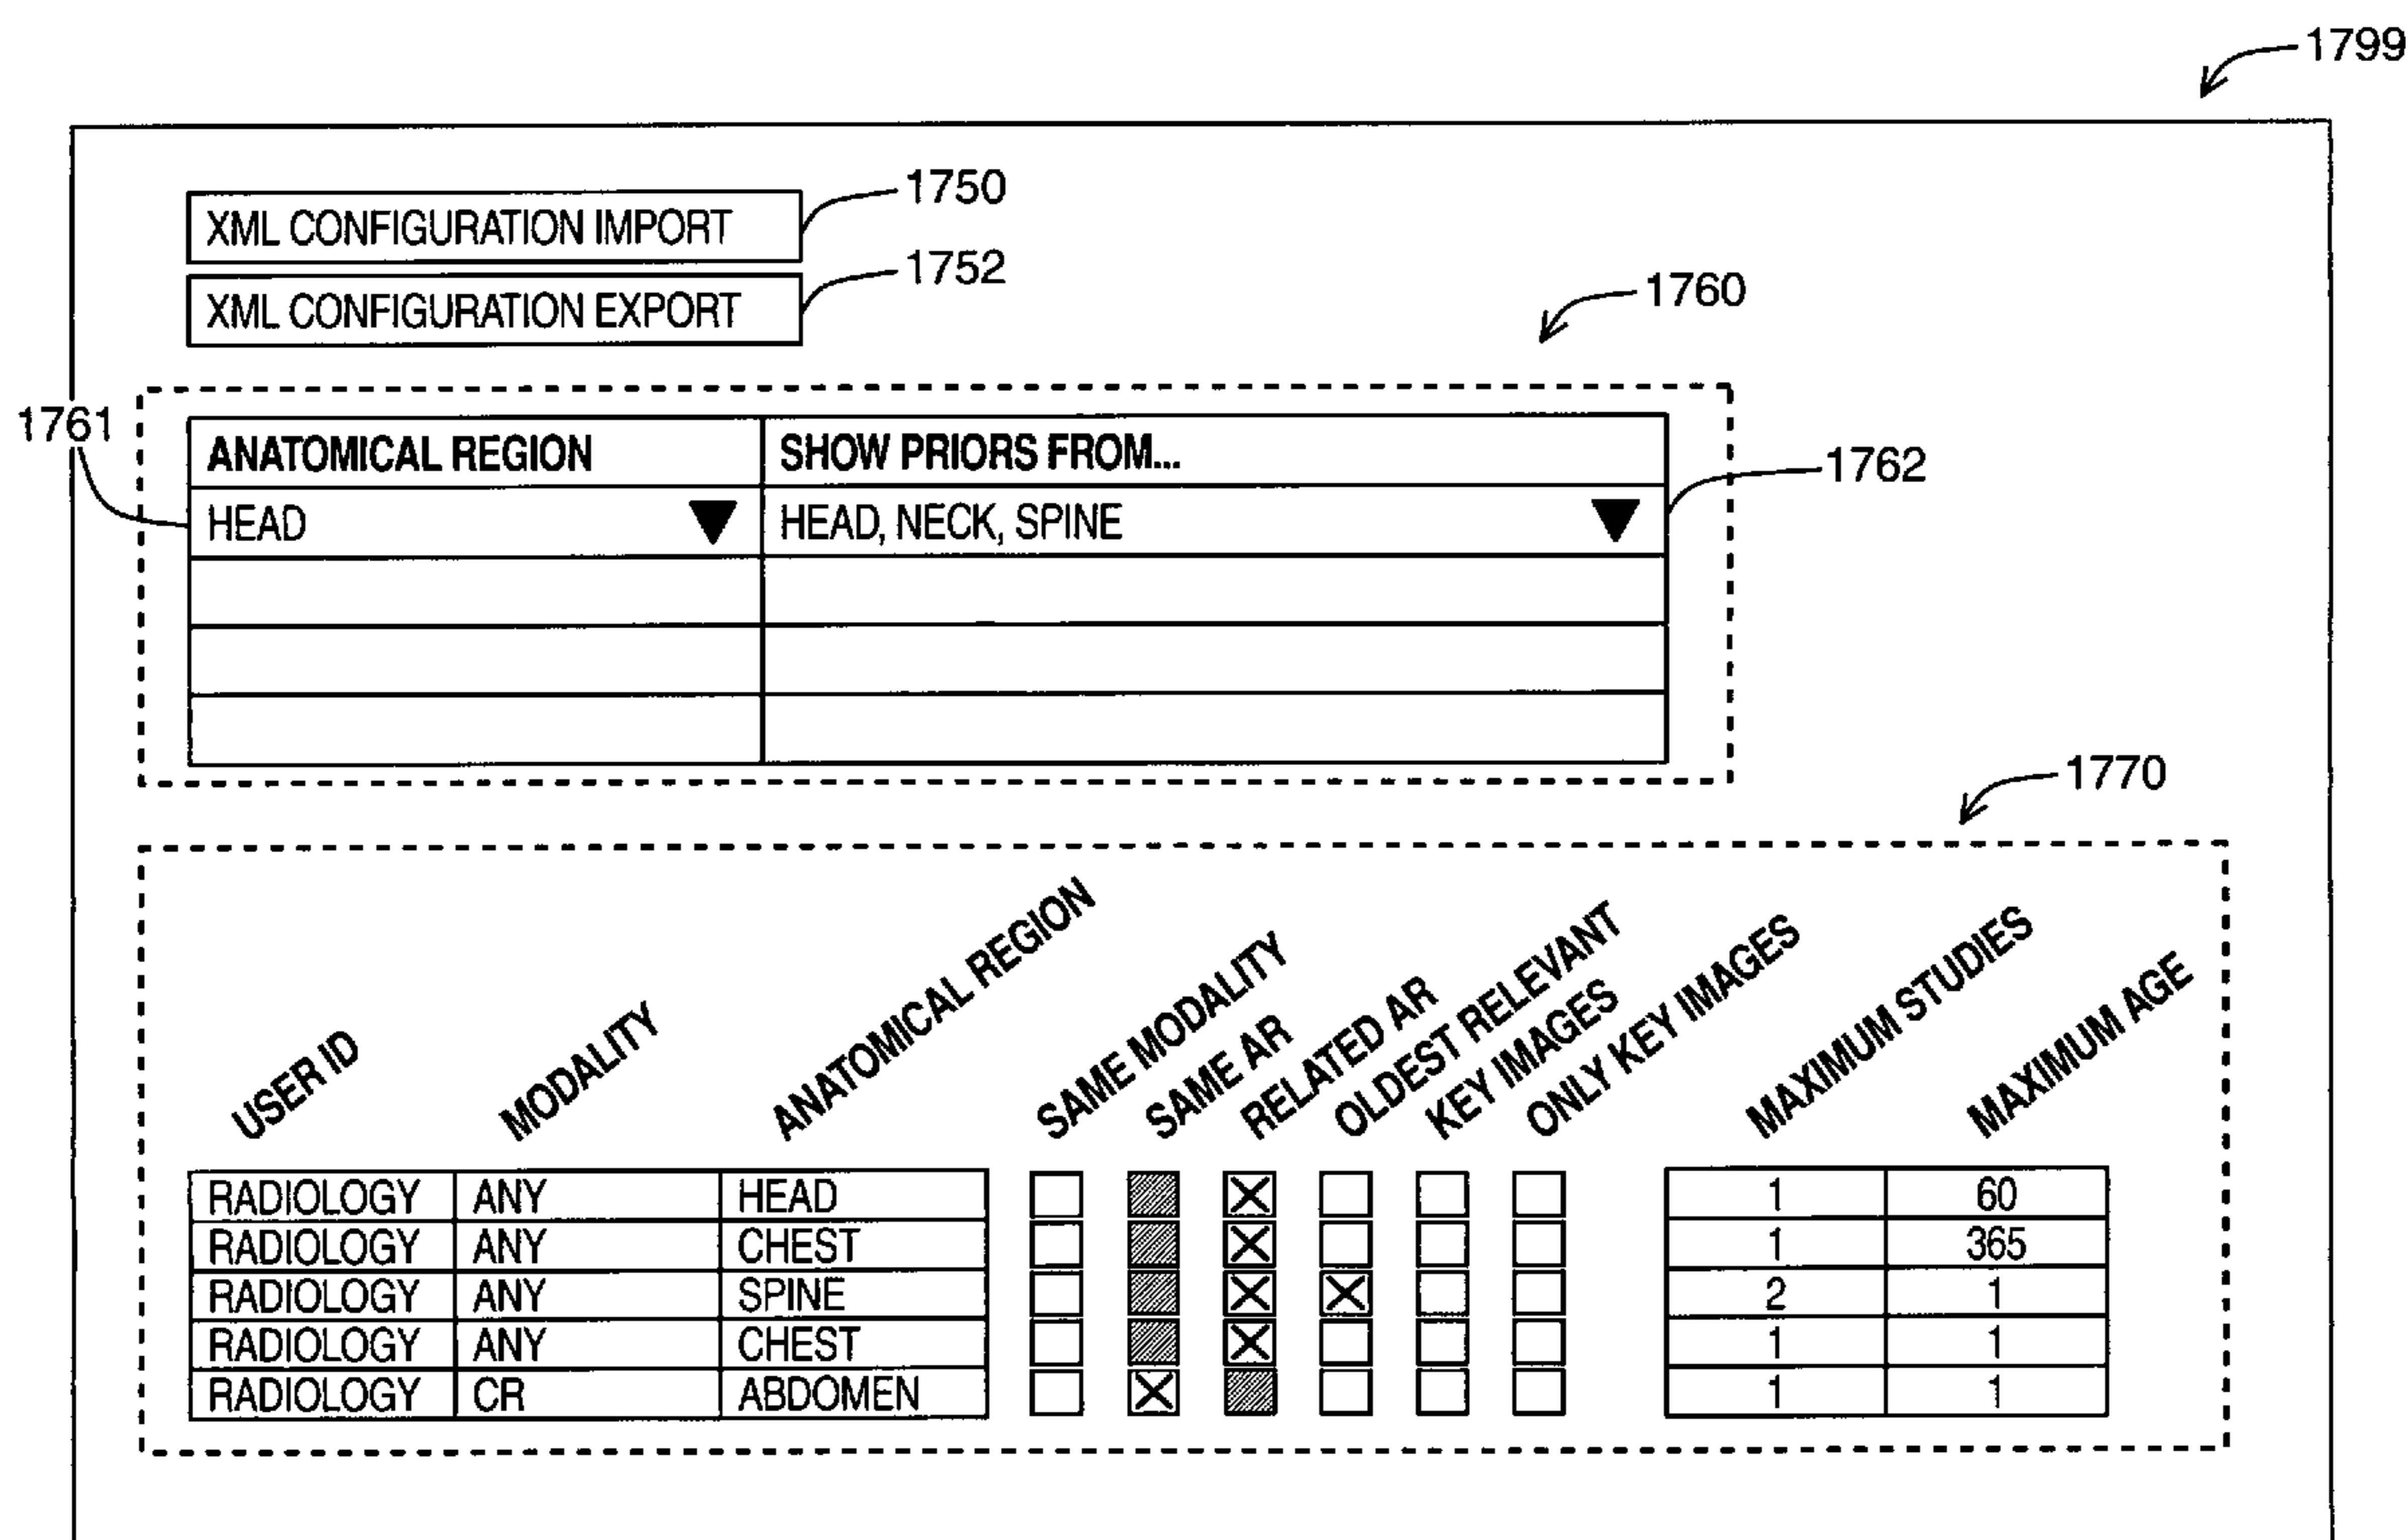 1799
XML CONFIGURATION IMPORT
1750
XML CONFIGURATION EXPORT
1752
1760
1761
ANATOMICAL REGION SHOW PRIORS FROM...
HEAD HEAD, NECK, SPINE
1762
1770
USER ID MODALITY ANATOMICAL REGION SAME MODALITY SAME AR RELATED AR OLDEST RELEVANT KEY IMAGES ONLY KEY IMAGES MAXIMUM STUDIES MAXIMUM AGE
RADIOLOGY ANY HEAD 1 60
RADIOLOGY ANY CHEST 1 365
RADIOLOGY ANY SPINE 2 1
RADIOLOGY ANY CHEST 1 1
RADIOLOGY CR ABDOMEN 1 1